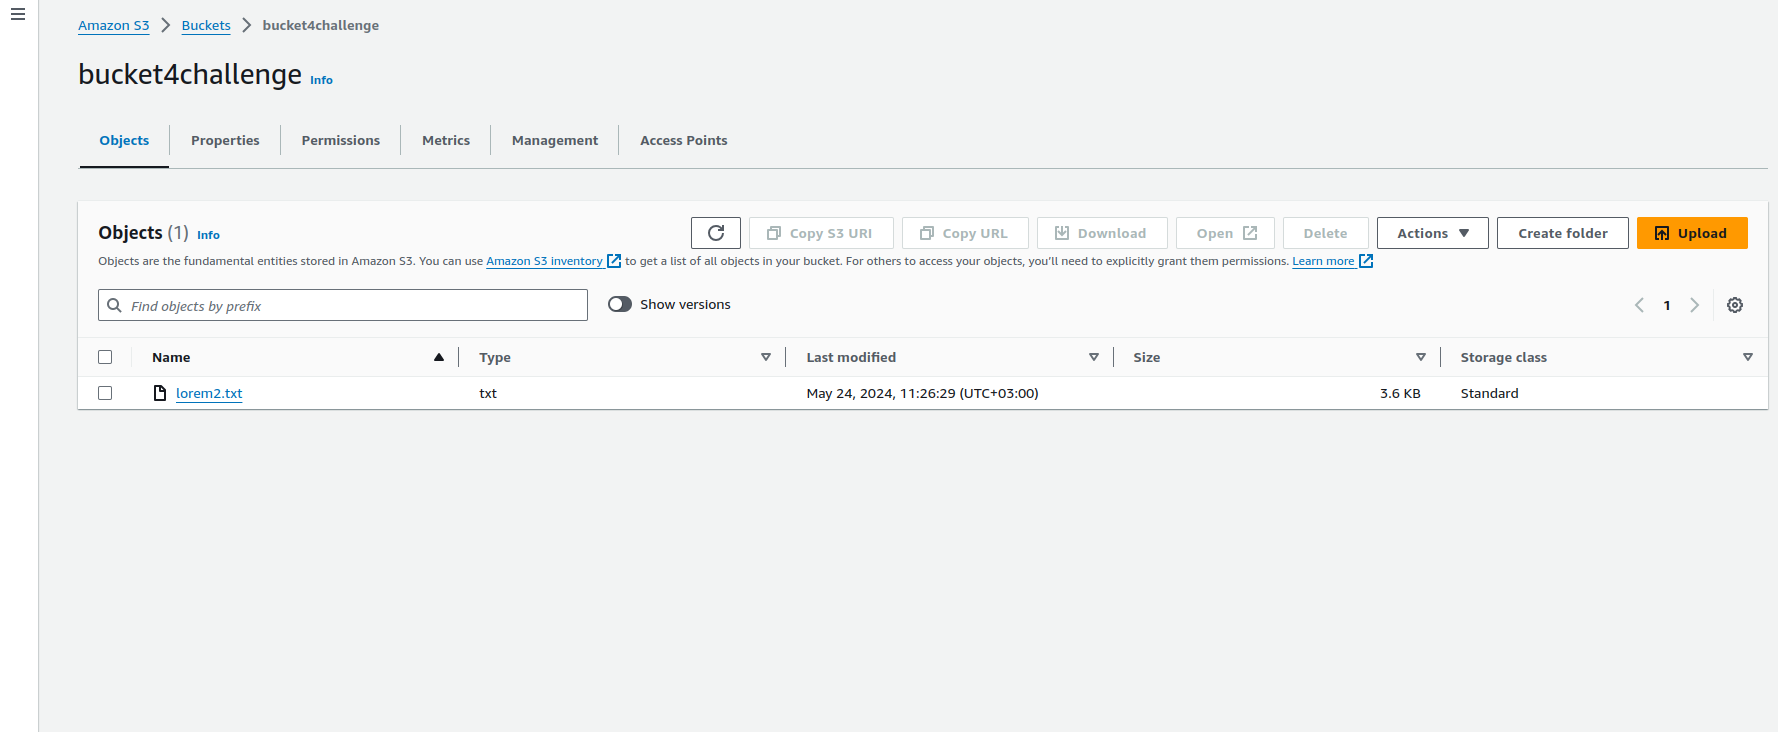 Amazon S3 Buckets bucket4challenge
bucket4challenge Info
Objects Properties Permissions Metrics Management Access Points
Objects (1) Info Copy S3 URI Copy URL Download Open Delete Actions Create folder Upload
Objects are the fundamental entities stored in Amazon S3. You can use Amazon S3 inventory to get a list of all objects in your bucket. For others to access your objects, you’ll need to explicitly grant them permissions. Learn more
Find objects by prefix Show versions 1
Name Type Last modified Size Storage class
lorem2.txt txt May 24, 2024, 11:26:29 (UTC+03:00) 3.6 KB Standard